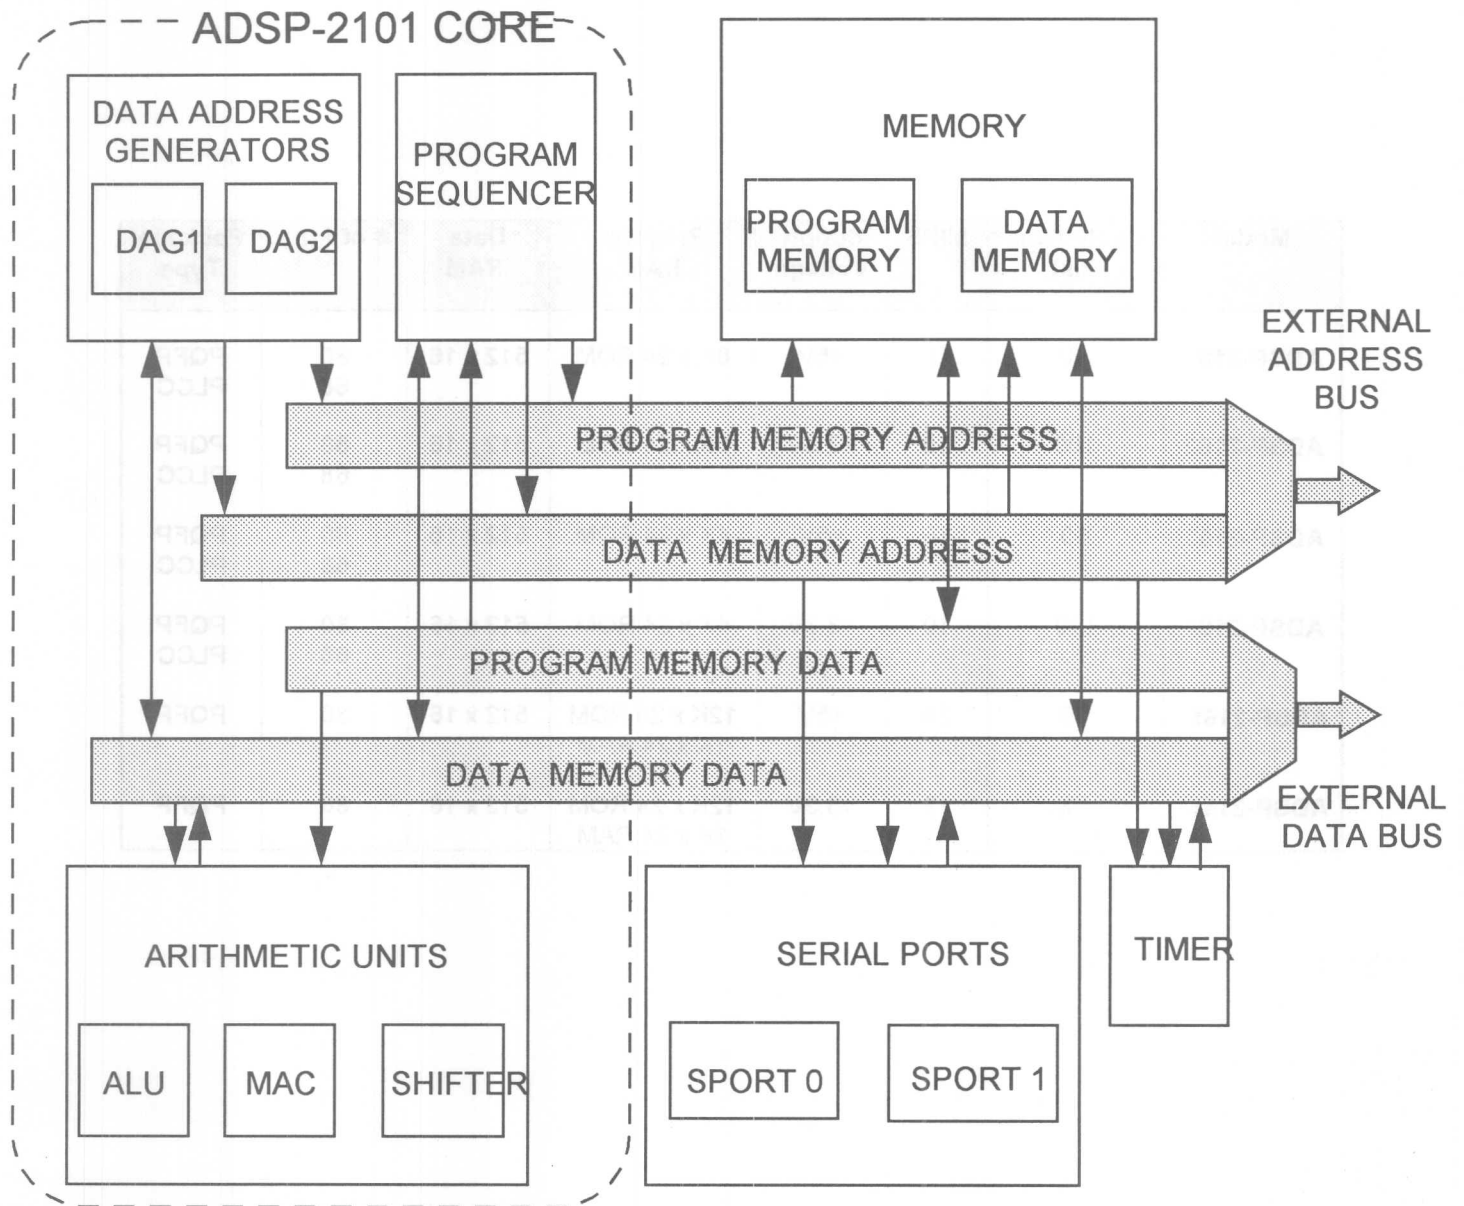 ADSP-2101 CORE
DATA ADDRESS
GENERATORS
DAG1
DAG2
PROGRAM
SEQUENCER
MEMORY
PROGRAM
MEMORY
DATA
MEMORY
EXTERNAL
ADDRESS
BUS
PROGRAM MEMORY ADDRESS
DATA MEMORY ADDRESS
PROGRAM MEMORY DATA
DATA MEMORY DATA
EXTERNAL
DATA BUS
ARITHMETIC UNITS
ALU
MAC
SHIFTER
SERIAL PORTS
SPORT 0
SPORT 1
TIMER